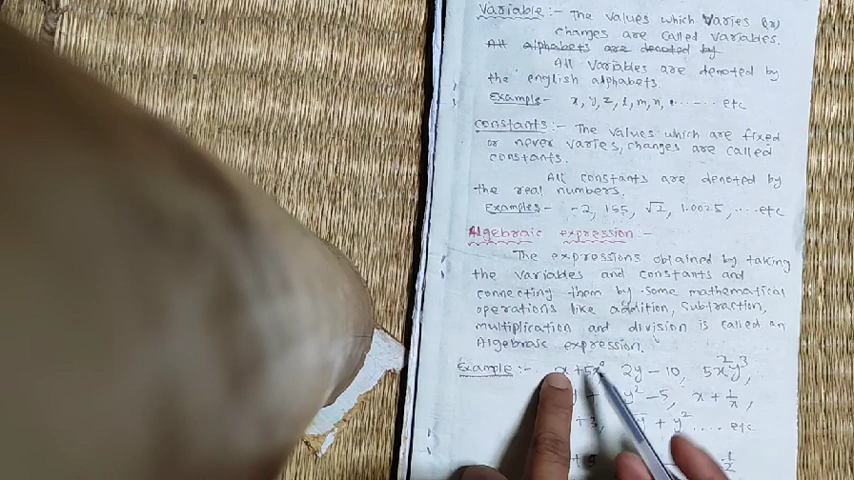 Variable :- The values which varies (or)
changes are called variables.
All alphabets are denoted by
All variables are denoted by
the english alphabets.
Example - x, y, z, l, m, n, ........ etc
constants :- The values which are fixed
or never varies, changes are called
constants.
All constants are denoted by
the real numbers.
Examples - -2, 165, √2, 1.0025, .... etc
Algebraic expression :-
The expressions obtained by taking
the variables and constants and
connecting them by some mathematical
operations like addition, subtraction,
multiplication and division is called an
Algebraic expression.
Example :- x + 5x 2y - 10, 5x²y³
y² - 5, x + 1/x,
+ y² .... etc
1/2